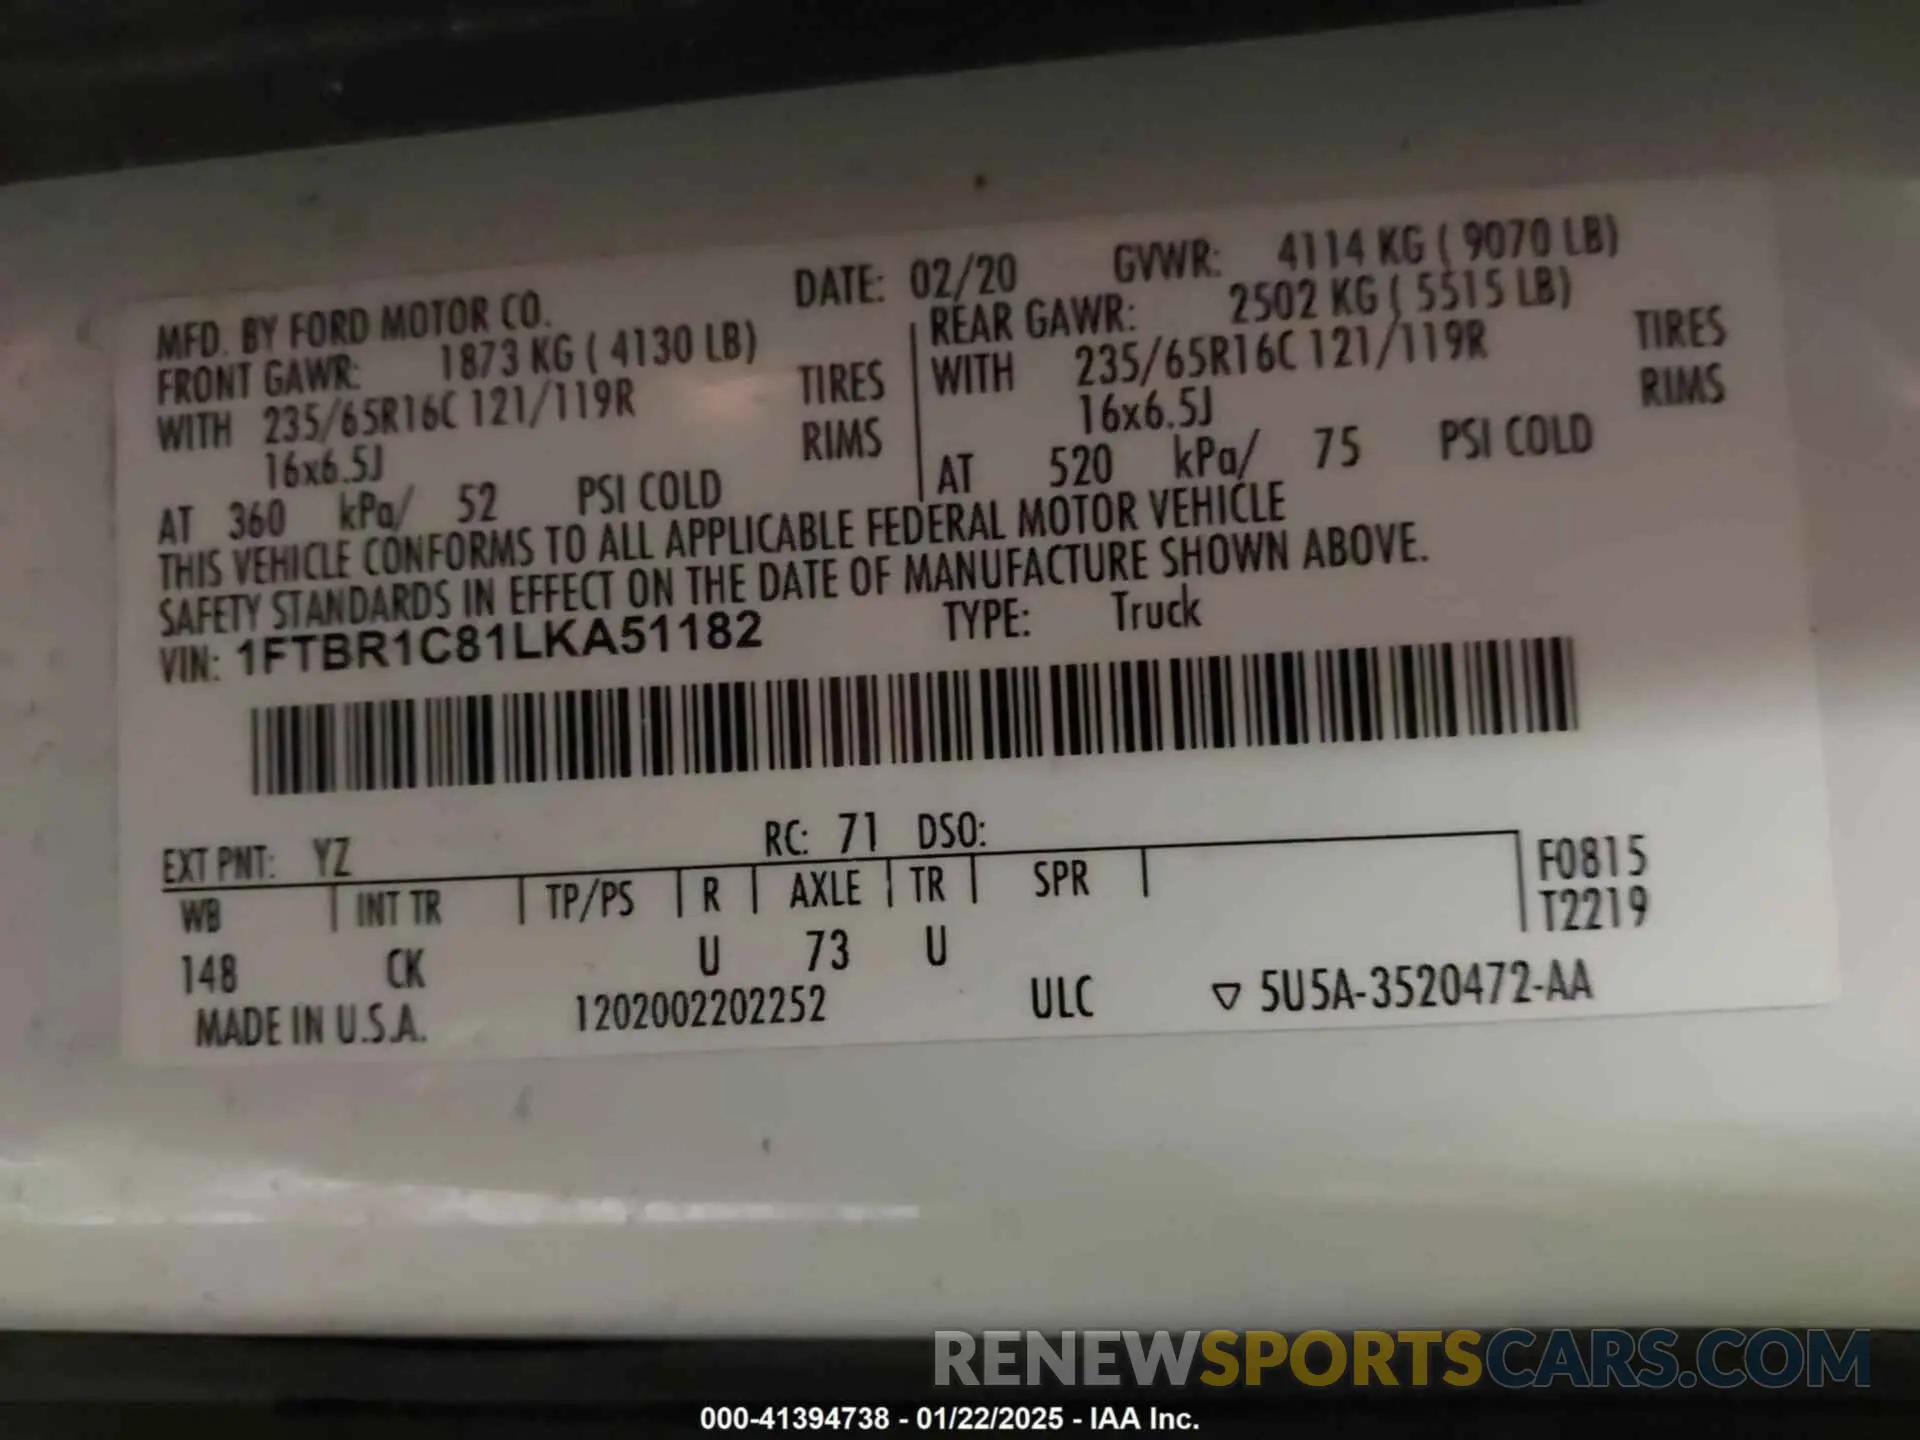 MFD. BY FORD MOTOR CO. DATE: 02/20 GVWR: 4114 KG ( 9070 LB)
FRONT GAWR: 1873 KG ( 4130 LB) REAR GAWR: 2502 KG ( 5515 LB)
WITH 235/65R16C 121/119R TIRES WITH 235/65R16C 121/119R TIRES
16x6.5J RIMS 16x6.5J RIMS
AT 360 kPa/ 52 PSI COLD AT 520 kPa/ 75 PSI COLD
THIS VEHICLE CONFORMS TO ALL APPLICABLE FEDERAL MOTOR VEHICLE
SAFETY STANDARDS IN EFFECT ON THE DATE OF MANUFACTURE SHOWN ABOVE.
VIN: 1FTBR1C81LKA51182 TYPE: Truck
EXT PNT: YZ RC: 71 DSO:
WB INT TR TP/PS R AXLE TR SPR F0815
T2219
148 CK U 73 U
MADE IN U.S.A. 1202002202252 ULC ▽ 5U5A-3520472-AA
RENEWSPORTSCARS.COM
000-41394738 - 01/22/2025 - IAA Inc.